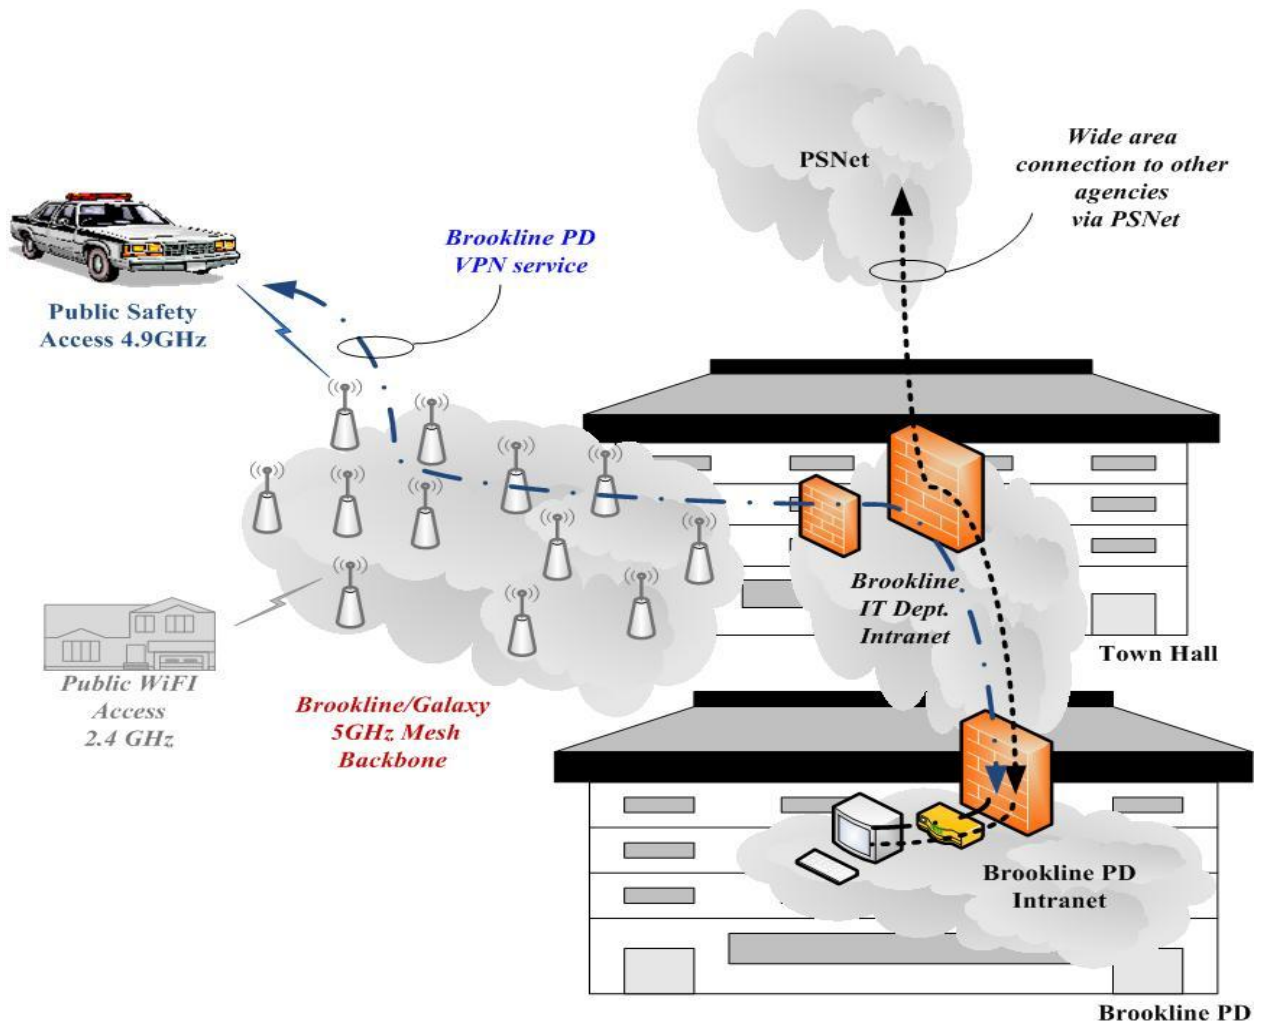 PSNet
Wide area
connection to other
agencies
via PSNet
Brookline PD
VPN service
Public Safety
Access 4.9GHz
Brookline
IT Dept.
Intranet
Town Hall
Public WiFI
Access
2.4 GHz
Brookline/Galaxy
5GHz Mesh
Backbone
Brookline PD
Intranet
Brookline PD